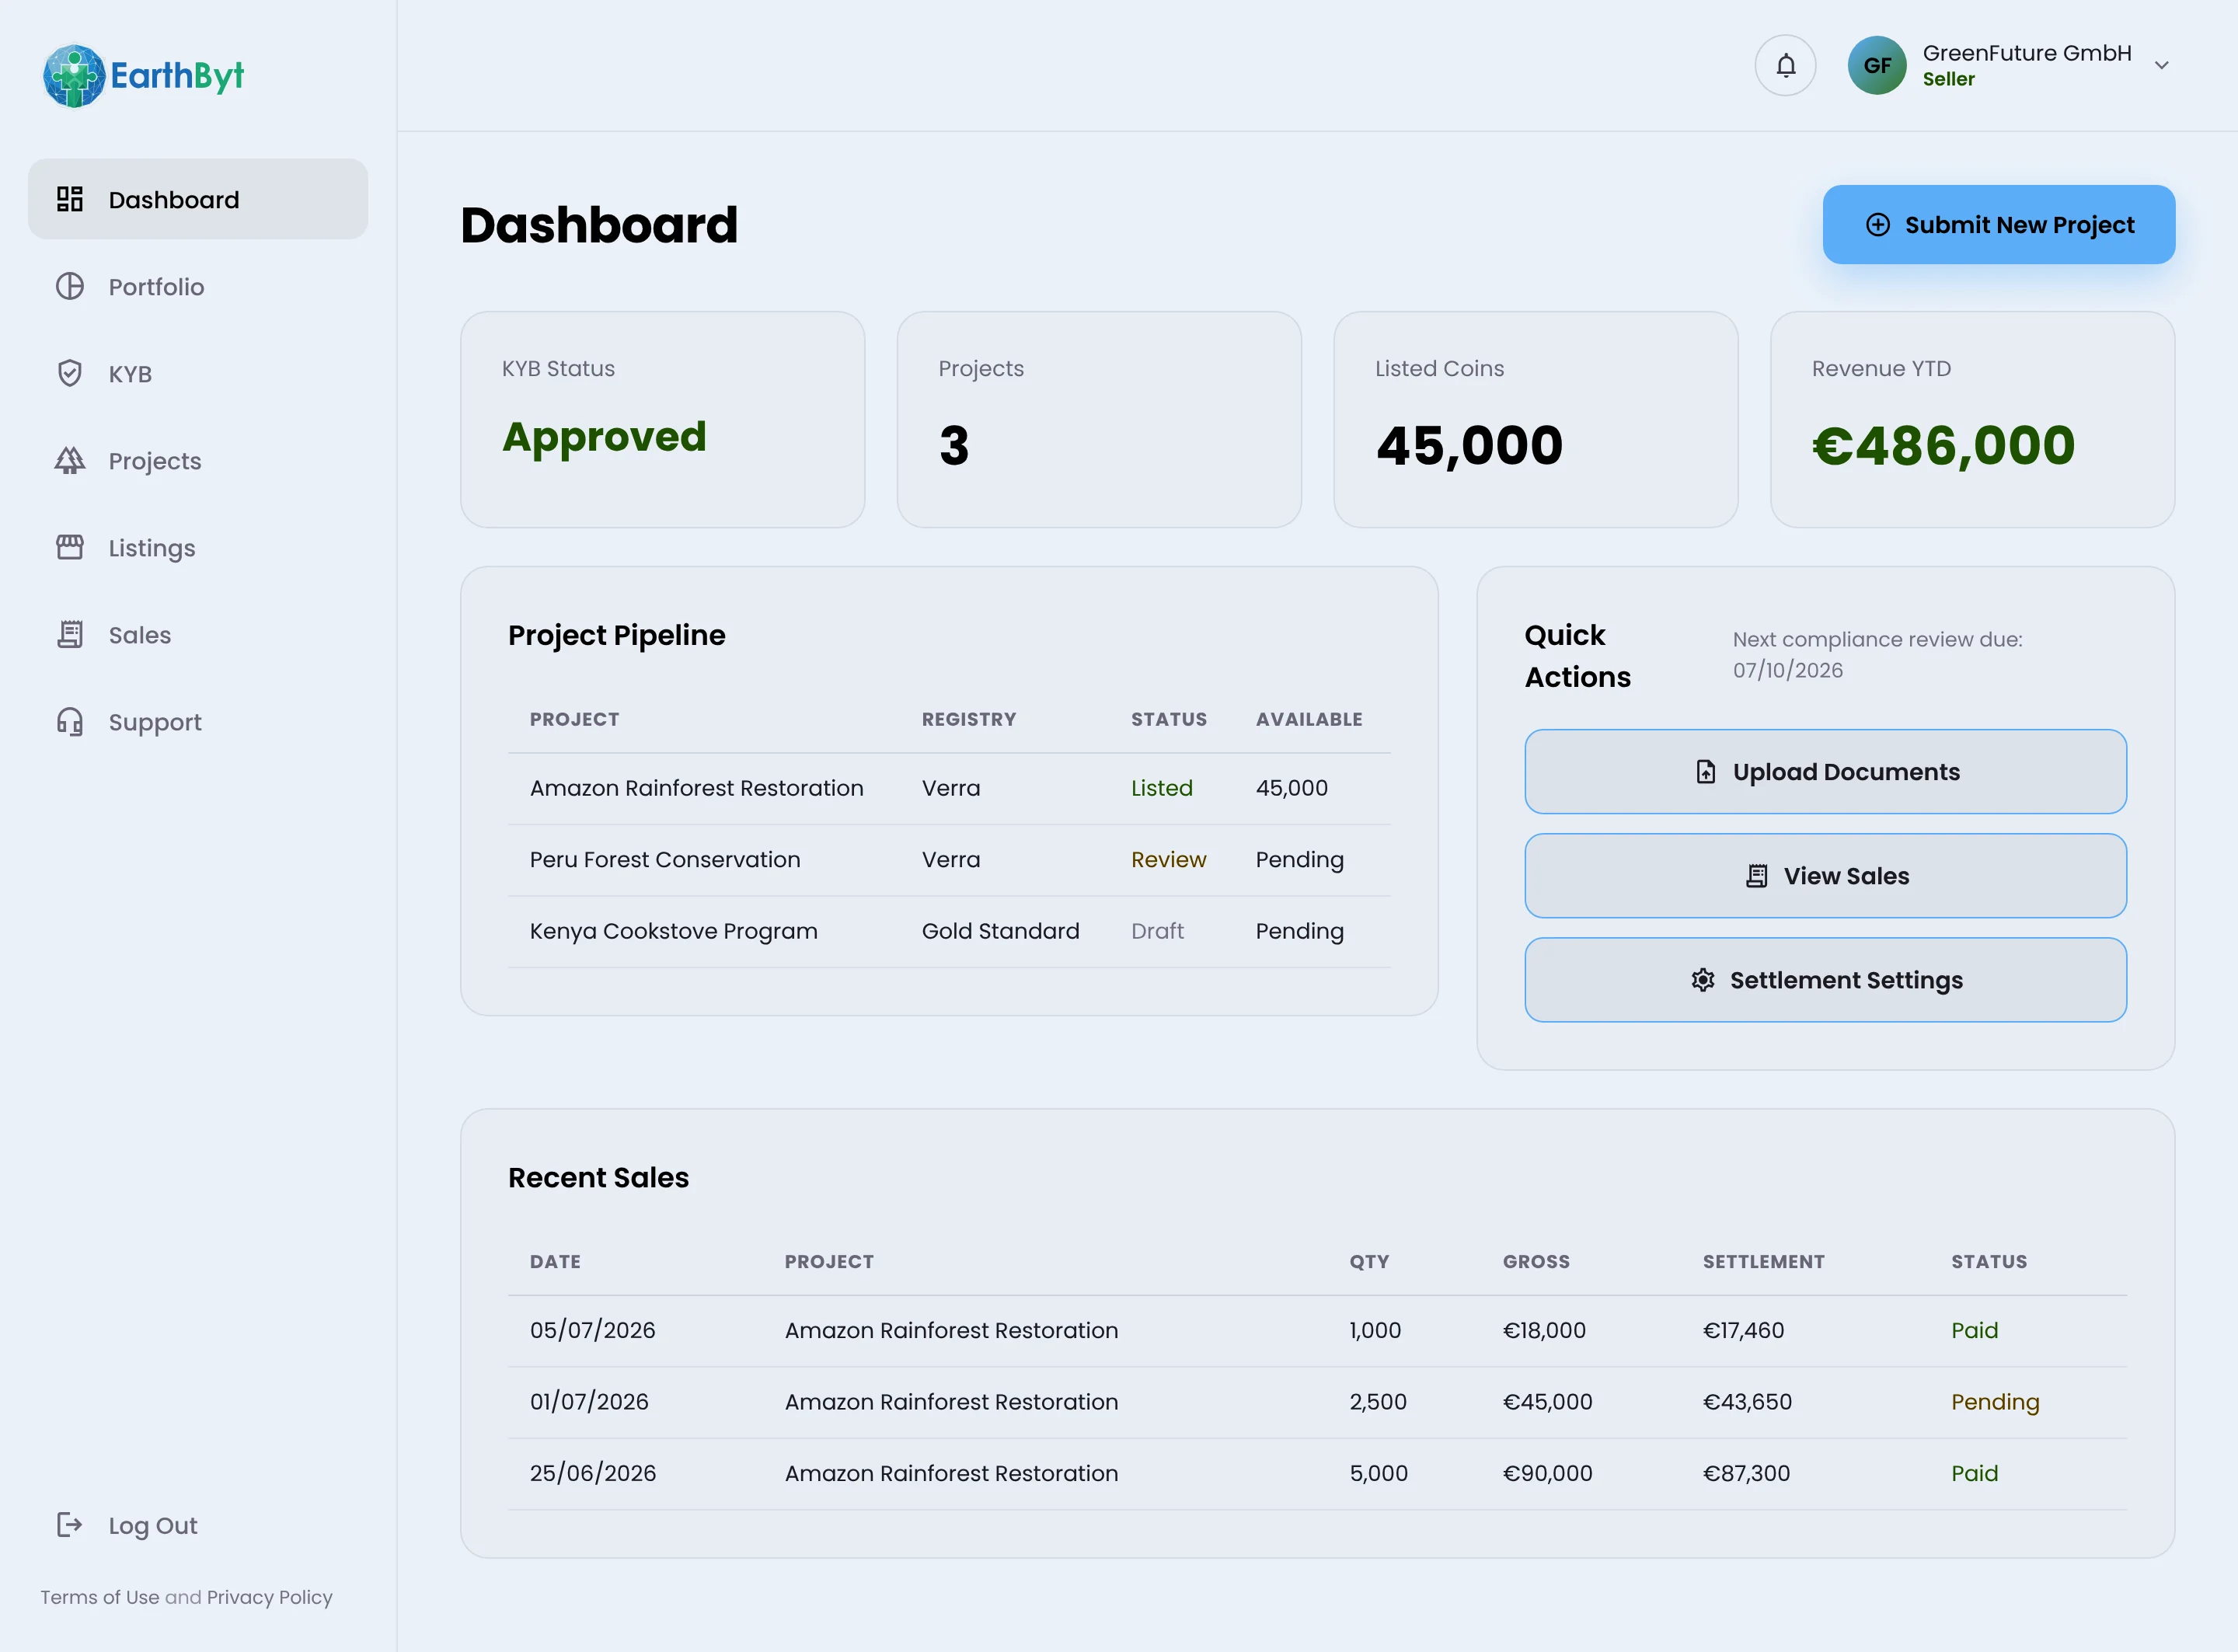 EarthByt
GF
GreenFuture GmbH
Seller
Dashboard
Portfolio
KYB
Projects
Listings
Sales
Support
Log Out
Terms of Use and Privacy Policy
Dashboard
Submit New Project
KYB Status
Approved
Projects
3
Listed Coins
45,000
Revenue YTD
€486,000
Project Pipeline
PROJECT REGISTRY STATUS AVAILABLE
Amazon Rainforest Restoration Verra Listed 45,000
Peru Forest Conservation Verra Review Pending
Kenya Cookstove Program Gold Standard Draft Pending
Quick
Actions
Next compliance review due:
07/10/2026
Upload Documents
View Sales
Settlement Settings
Recent Sales
DATE PROJECT QTY GROSS SETTLEMENT STATUS
05/07/2026 Amazon Rainforest Restoration 1,000 €18,000 €17,460 Paid
01/07/2026 Amazon Rainforest Restoration 2,500 €45,000 €43,650 Pending
25/06/2026 Amazon Rainforest Restoration 5,000 €90,000 €87,300 Paid